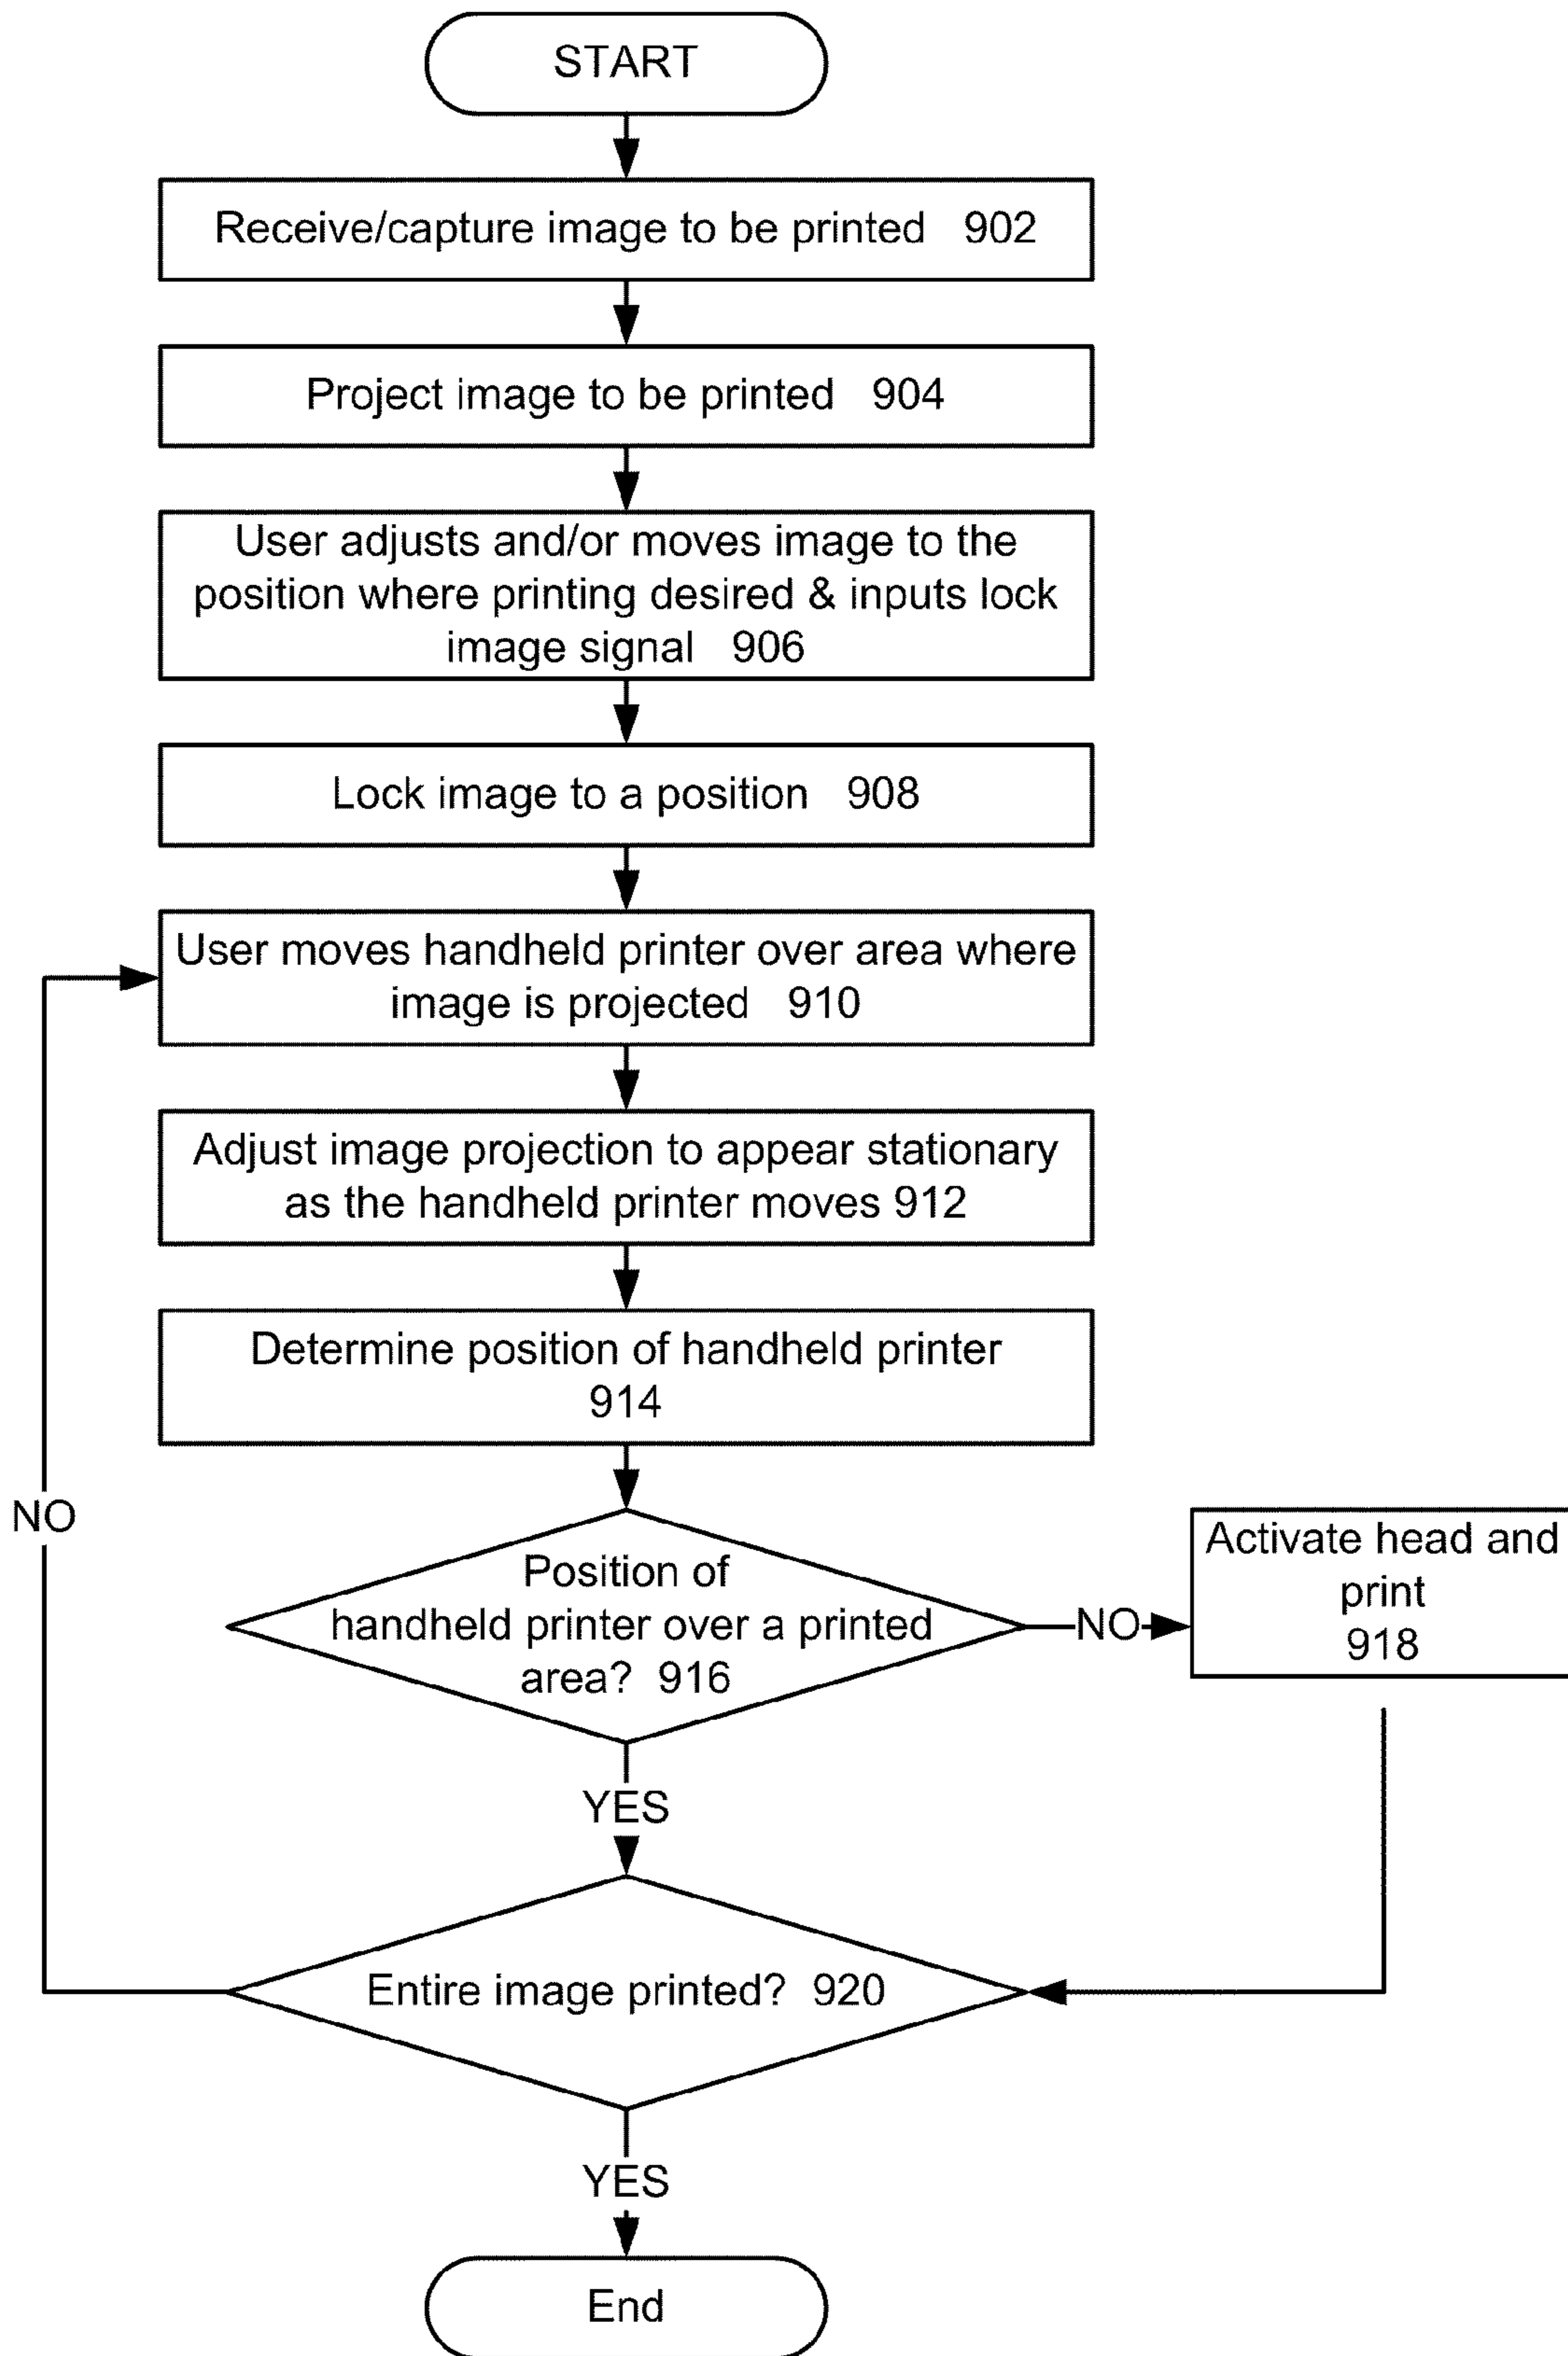 START
Receive/capture image to be printed 902
Project image to be printed 904
User adjusts and/or moves image to the
position where printing desired & inputs lock
image signal 906
Lock image to a position 908
User moves handheld printer over area where
image is projected 910
Adjust image projection to appear stationary
as the handheld printer moves 912
Determine position of handheld printer
914
Position of
handheld printer over a printed
area? 916
NO
Activate head and
print
918
YES
Entire image printed? 920
NO
YES
End